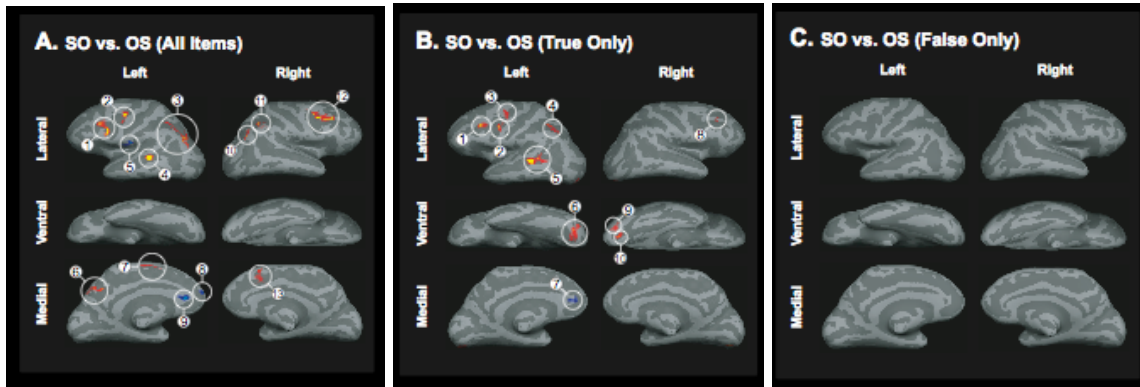 A. SO vs. OS (All Items)
Left
Right
Lateral
Ventral
Medial
1
2
3
4
5
6
7
8
9
10
11
12
13
B. SO vs. OS (True Only)
Left
Right
Lateral
Ventral
Medial
1
2
3
4
5
6
7
8
9
10
C. SO vs. OS (False Only)
Left
Right
Lateral
Ventral
Medial